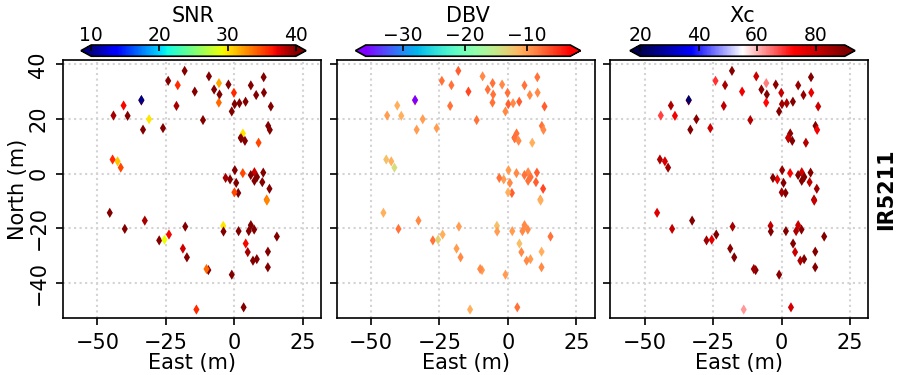 SNR DBV Xc
10 20 30 40 −30 −20 −10 20 40 60 80
40
20
0
−20
−40
North (m)
IR5211
−50 −25 0 25 −50 −25 0 25 −50 −25 0 25
East (m) East (m) East (m)